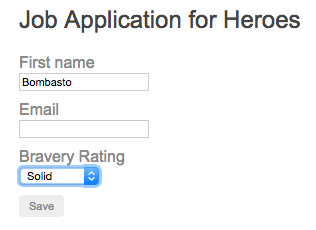 Job Application for Heroes
First name
Bombasto
Email
Bravery Rating
Solid
Save